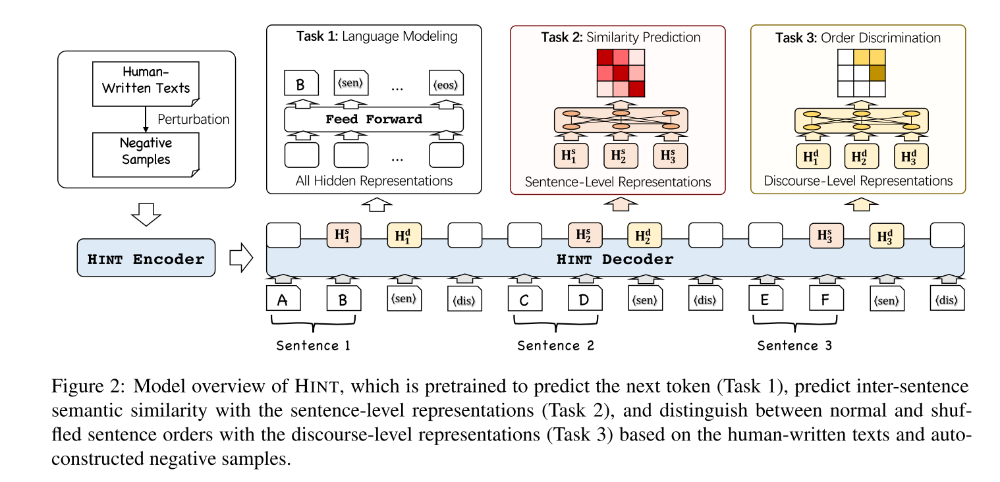 Human-
Written Texts
Perturbation
Negative
Samples
HINT Encoder
Task 1: Language Modeling
B ⟨sen⟩ ... ⟨eos⟩
Feed Forward
...
All Hidden Representations
Task 2: Similarity Prediction
H₁ˢ H₂ˢ H₃ˢ
Sentence-Level Representations
Task 3: Order Discrimination
H₁ᵈ H₂ᵈ H₃ᵈ
Discourse-Level Representations
H₁ˢ H₁ᵈ H₂ˢ H₂ᵈ H₃ˢ H₃ᵈ
HINT Decoder
A B ⟨sen⟩ ⟨dis⟩ C D ⟨sen⟩ ⟨dis⟩ E F ⟨sen⟩ ⟨dis⟩
Sentence 1 Sentence 2 Sentence 3
Figure 2: Model overview of HINT, which is pretrained to predict the next token (Task 1), predict inter-sentence
semantic similarity with the sentence-level representations (Task 2), and distinguish between normal and shuf-
fled sentence orders with the discourse-level representations (Task 3) based on the human-written texts and auto-
constructed negative samples.